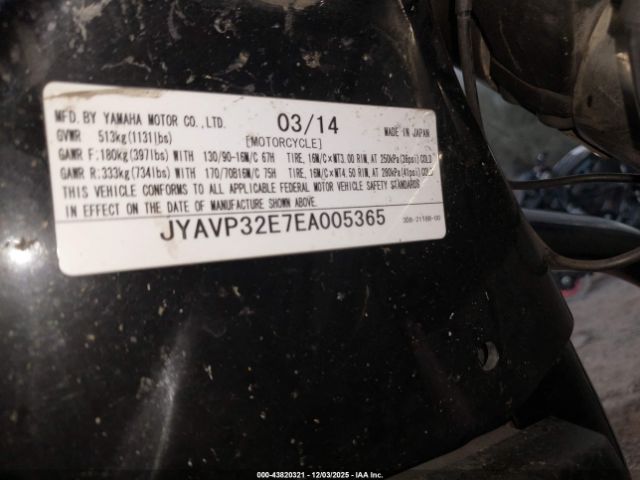 MFD. BY YAMAHA MOTOR CO., LTD. 03/14 MADE IN JAPAN
GVWR 513kg(1131lbs) [MOTORCYCLE]
GAWR F:180kg(397lbs) WITH 130/90-16M/C 67H TIRE, 16M/C×MT3.00 RIM, AT 250kPa(36psi) COLD
GAWR R:333kg(734lbs) WITH 170/70B16M/C 75H TIRE, 16M/C×MT4.50 RIM, AT 280kPa(41psi) COLD
THIS VEHICLE CONFORMS TO ALL APPLICABLE FEDERAL MOTOR VEHICLE SAFETY STANDARDS
IN EFFECT ON THE DATE OF MANUFACTURE SHOWN ABOVE.
JYAVP32E7EA005365
000-43820321 - 12/03/2025 - IAA Inc.